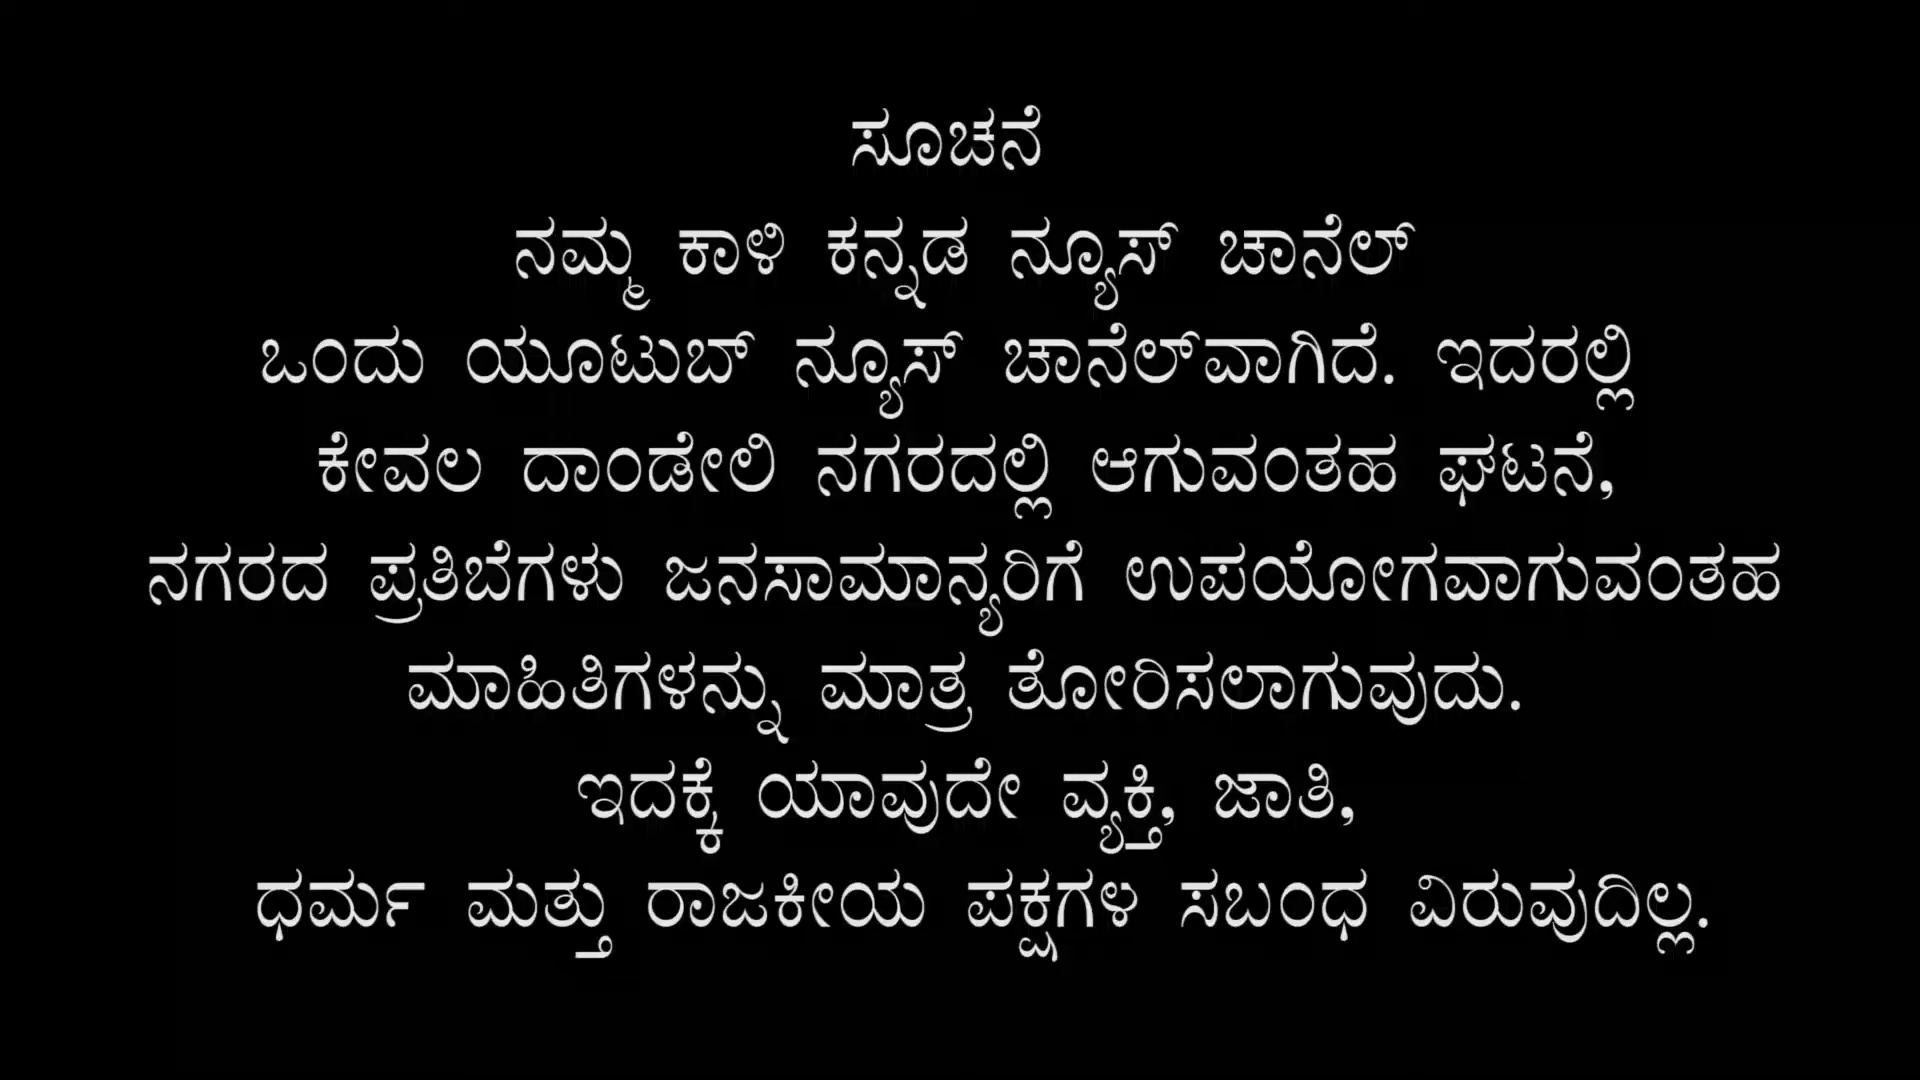 ಸೂಚನೆ
ನಮ್ಮ ಕಾಳಿ ಕನ್ನಡ ನ್ಯೂಸ್ ಚಾನೆಲ್
ಒಂದು ಯೂಟುಬ್ ನ್ಯೂಸ್ ಚಾನೆಲ್‌ವಾಗಿದೆ. ಇದರಲ್ಲಿ
ಕೇವಲ ದಾಂಡೇಲಿ ನಗರದಲ್ಲಿ ಆಗುವಂತಹ ಘಟನೆ,
ನಗರದ ಪ್ರತಿಬೆಗಳು ಜನಸಾಮಾನ್ಯರಿಗೆ ಉಪಯೋಗವಾಗುವಂತಹ
ಮಾಹಿತಿಗಳನ್ನು ಮಾತ್ರ ತೋರಿಸಲಾಗುವುದು.
ಇದಕ್ಕೆ ಯಾವುದೇ ವ್ಯಕ್ತಿ, ಜಾತಿ,
ಧರ್ಮ ಮತ್ತು ರಾಜಕೀಯ ಪಕ್ಷಗಳ ಸಬಂಧ ವಿರುವುದಿಲ್ಲ.